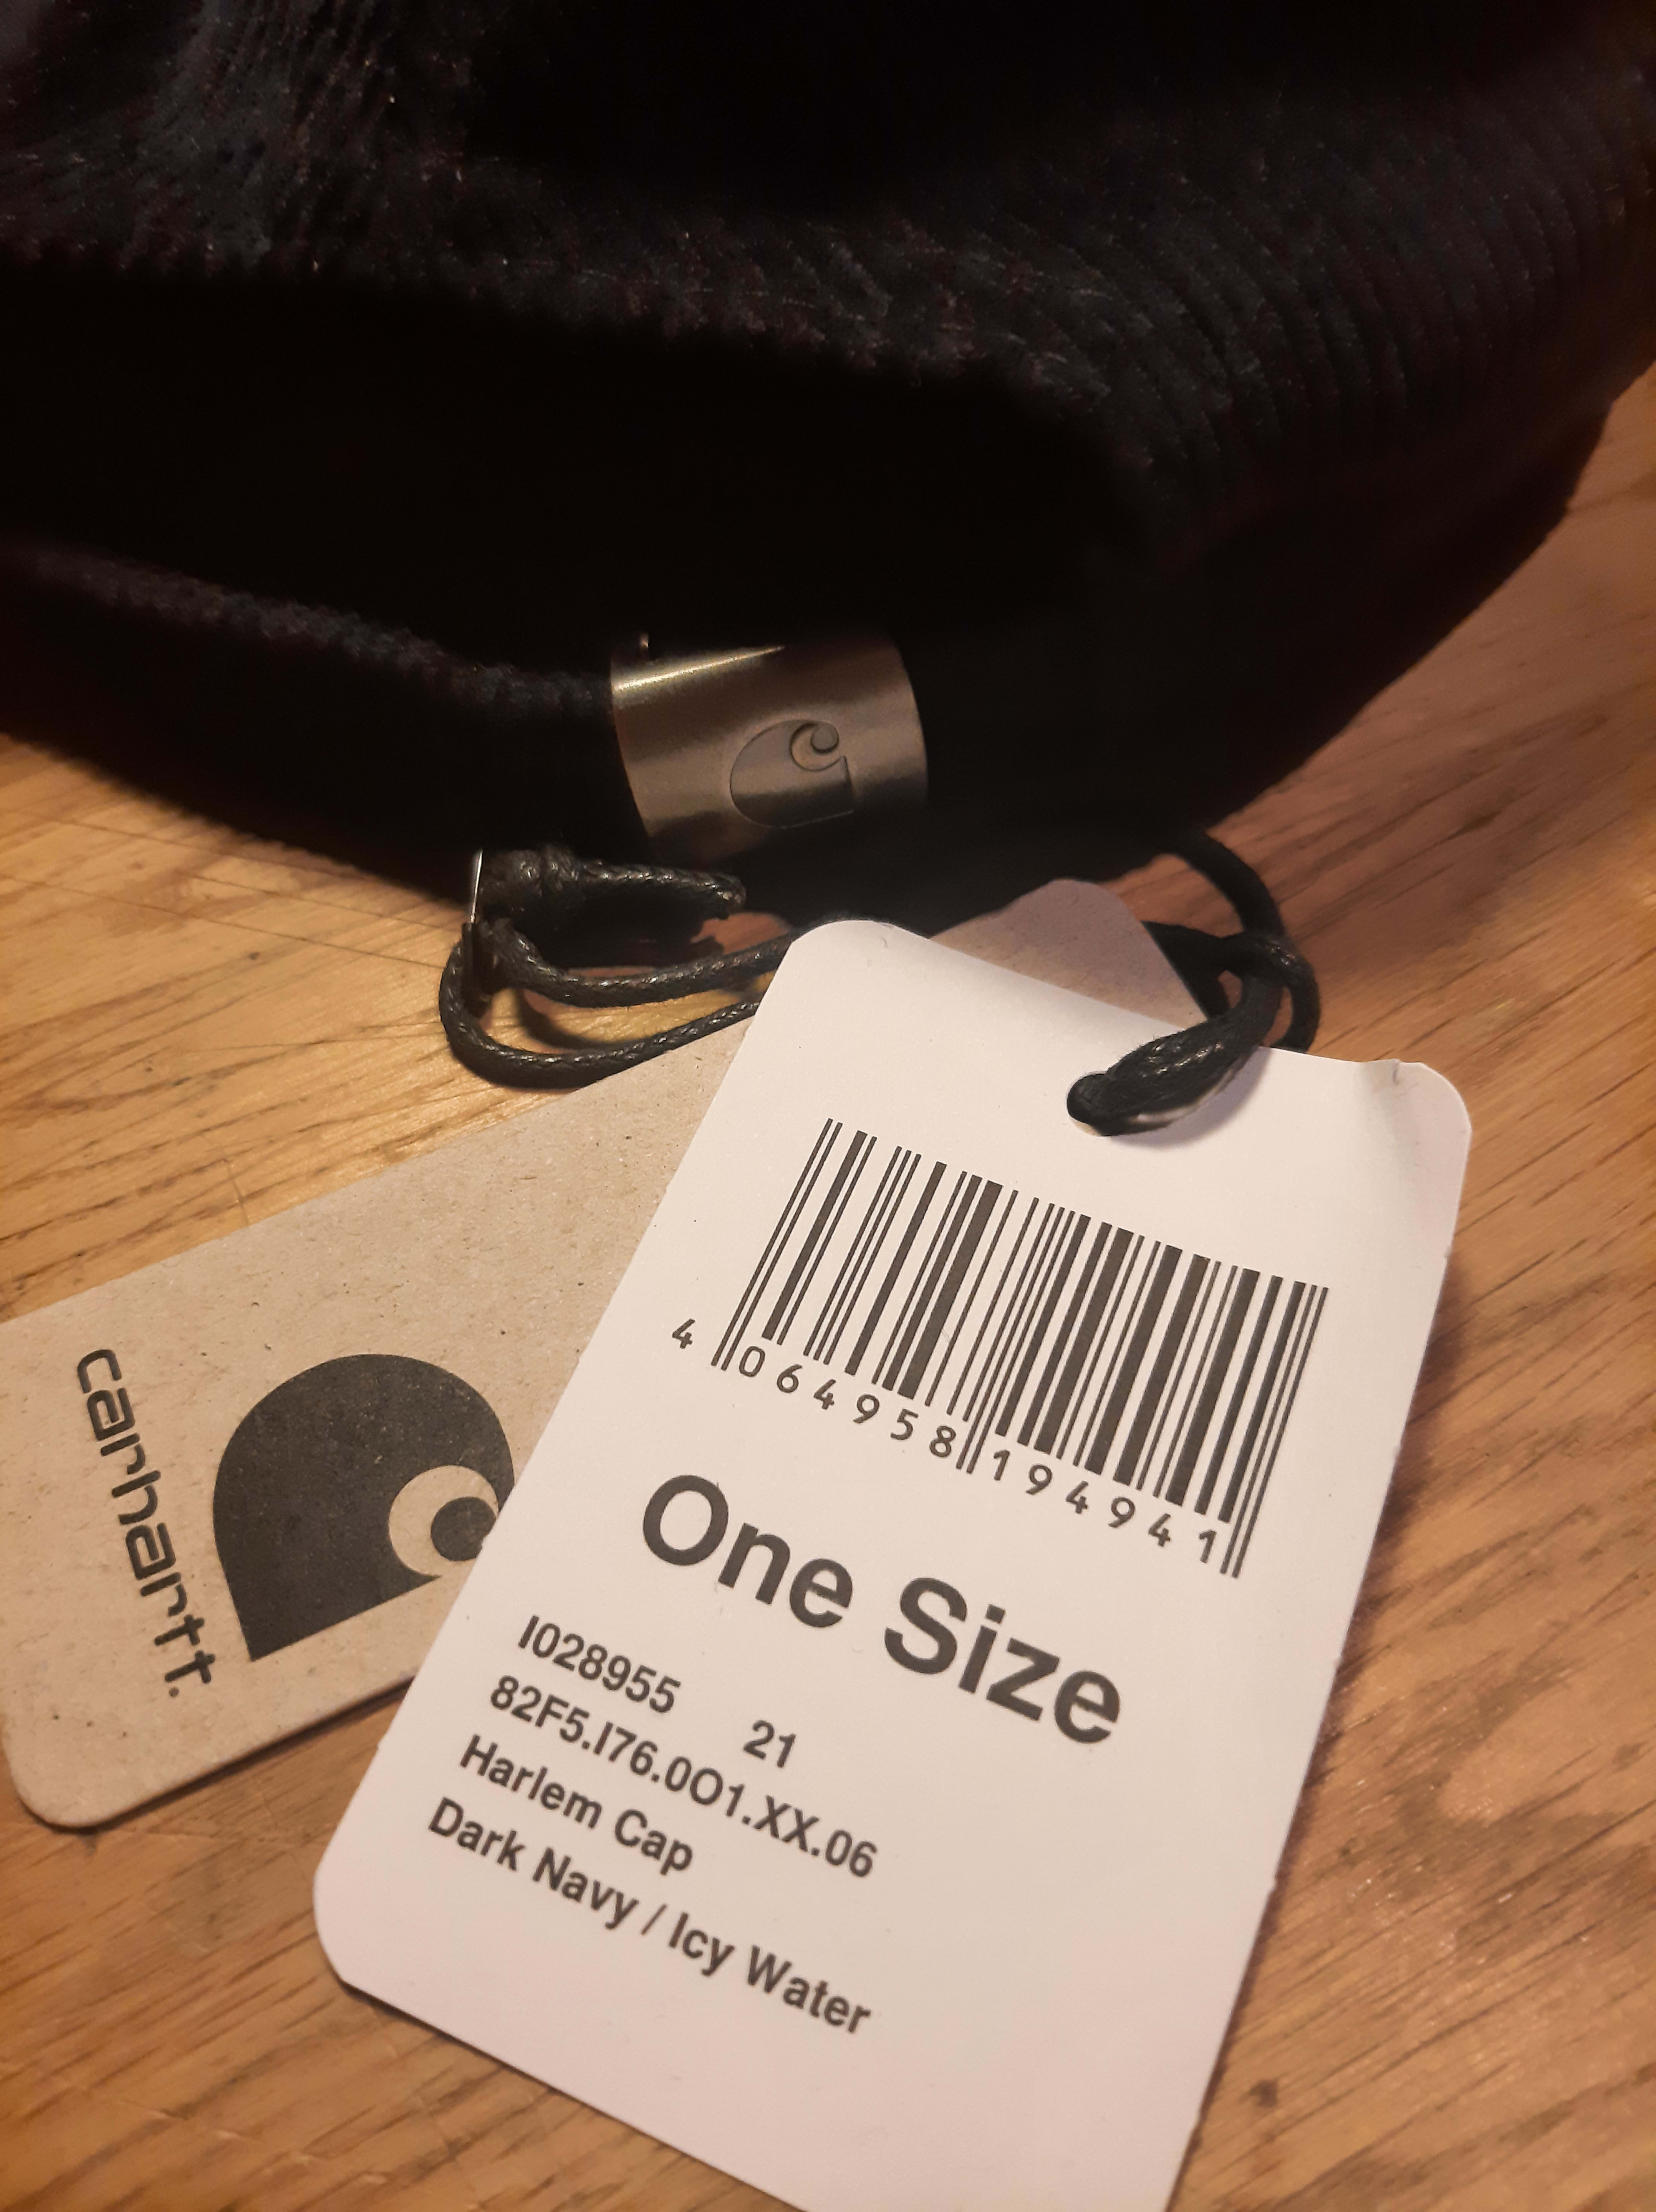 carhartt.
4 064958 194941
One Size
I028955 21
82F5.I76.0O1.XX.06
Harlem Cap
Dark Navy / Icy Water